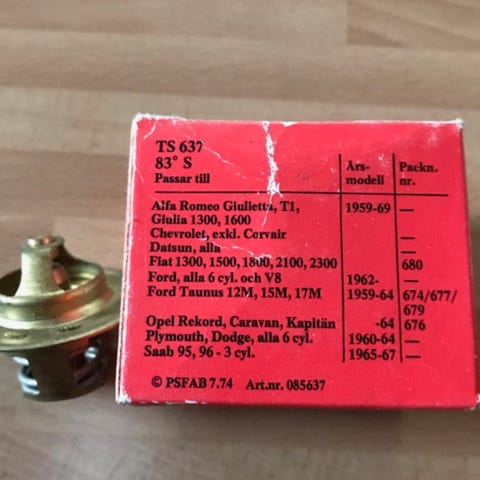 TS 637
83° S
Passar till
Års-
modell
Packn.
nr.
Alfa Romeo Giulietta, T1, 1959-69 —
Giulia 1300, 1600
Chevrolet, exkl. Corvair —
Datsun, alla —
Fiat 1300, 1500, 1800, 2100, 2300 680
Ford, alla 6 cyl. och V8 1962- —
Ford Taunus 12M, 15M, 17M 1959-64 674/677/
679
Opel Rekord, Caravan, Kapitän -64 676
Plymouth, Dodge, alla 6 cyl. 1960-64 —
Saab 95, 96 - 3 cyl. 1965-67 —
© PSFAB 7.74 Art.nr. 085637